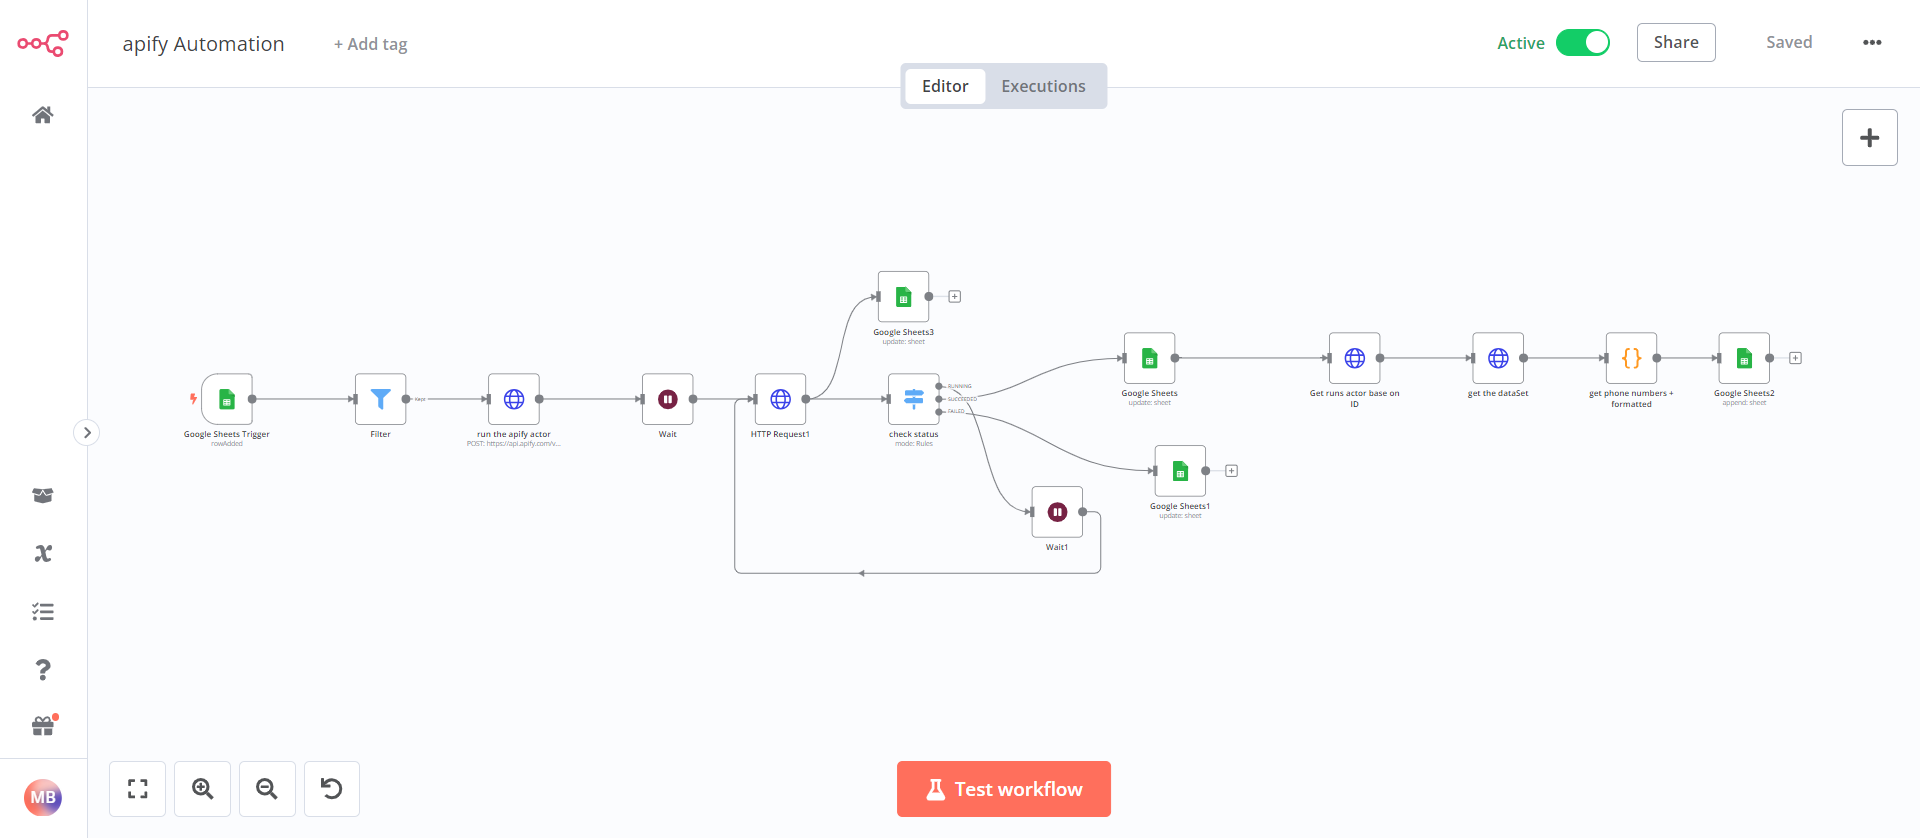 apify Automation
+ Add tag
Active
Share
Saved
Editor
Executions
Google Sheets3
update: sheet
Google Sheets Trigger
rowAdded
Filter
Kept
run the apify actor
POST: https://api.apify.com/v...
Wait
HTTP Request1
check status
mode: Rules
RUNNING
SUCCEEDED
FAILED
Google Sheets
update: sheet
Get runs actor base on
ID
get the dataSet
get phone numbers +
formatted
Google Sheets2
append: sheet
Google Sheets1
update: sheet
Wait1
MB
Test workflow